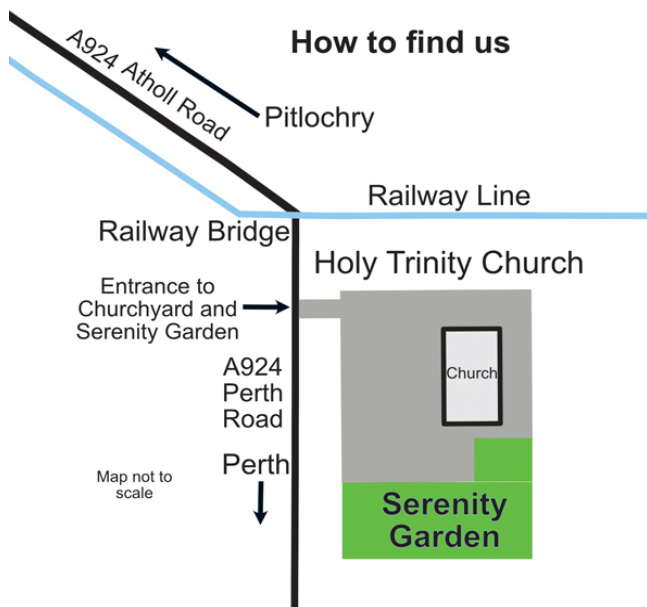 How to find us
A924 Atholl Road
Pitlochry
Railway Line
Railway Bridge
Holy Trinity Church
Entrance to
Churchyard and
Serenity Garden
Church
A924
Perth
Road
Perth
Map not to
scale
Serenity
Garden